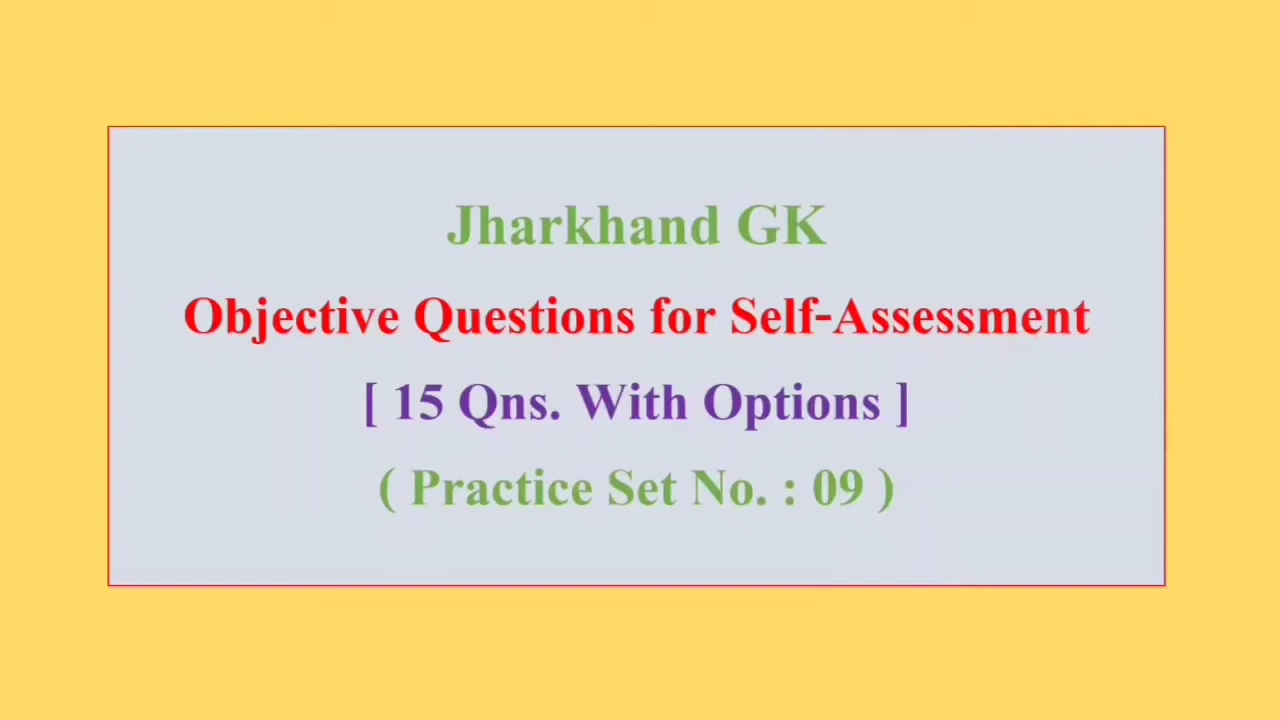 Jharkhand GK
Objective Questions for Self-Assessment
[ 15 Qns. With Options ]
( Practice Set No. : 09 )